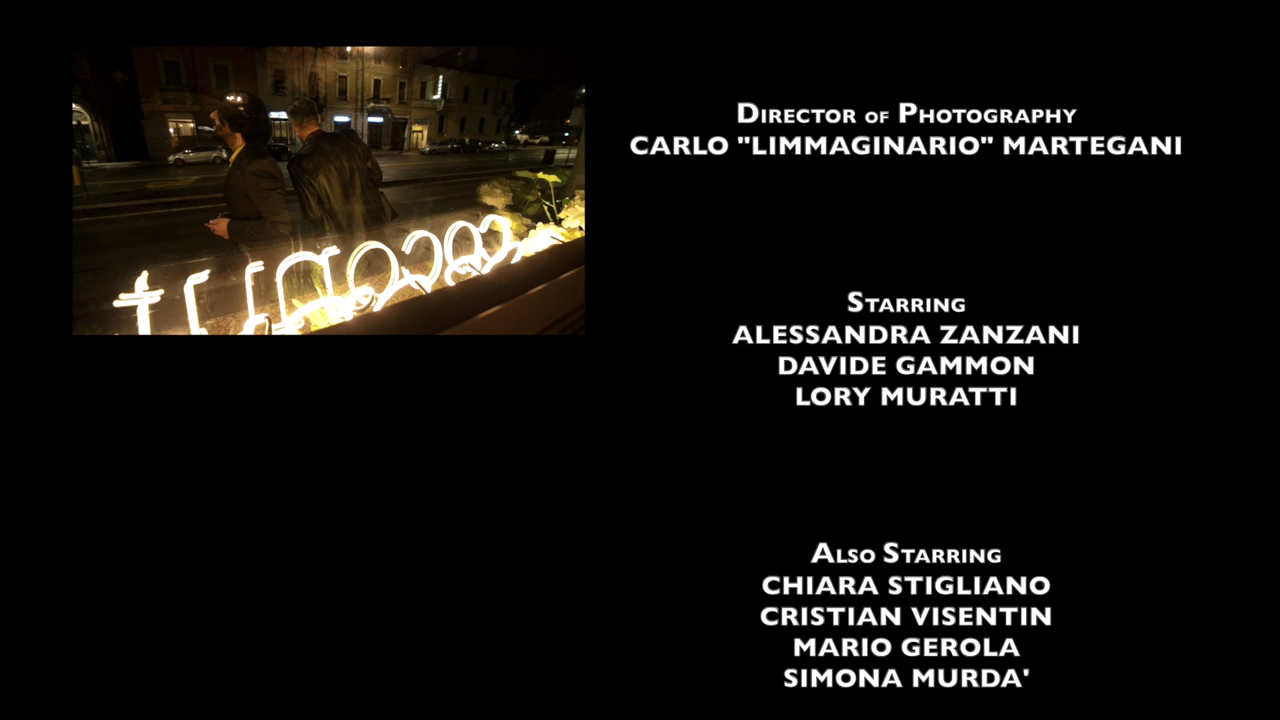 Director of Photography
CARLO "LIMMAGINARIO" MARTEGANI
Starring
ALESSANDRA ZANZANI
DAVIDE GAMMON
LORY MURATTI
Also Starring
CHIARA STIGLIANO
CRISTIAN VISENTIN
MARIO GEROLA
SIMONA MURDA'